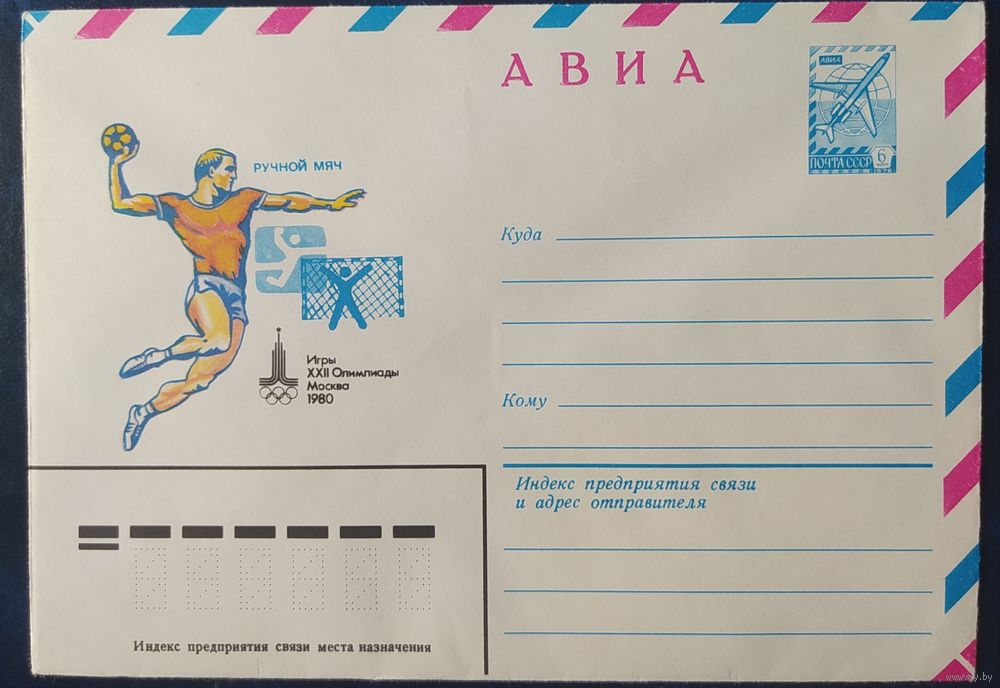 АВИА
АВИА
ПОЧТА СССР
6
КОП
РУЧНОЙ МЯЧ
Куда
Игры
XXII Олимпиады
Москва
1980
Кому
Индекс предприятия связи
и адрес отправителя
Индекс предприятия связи места назначения